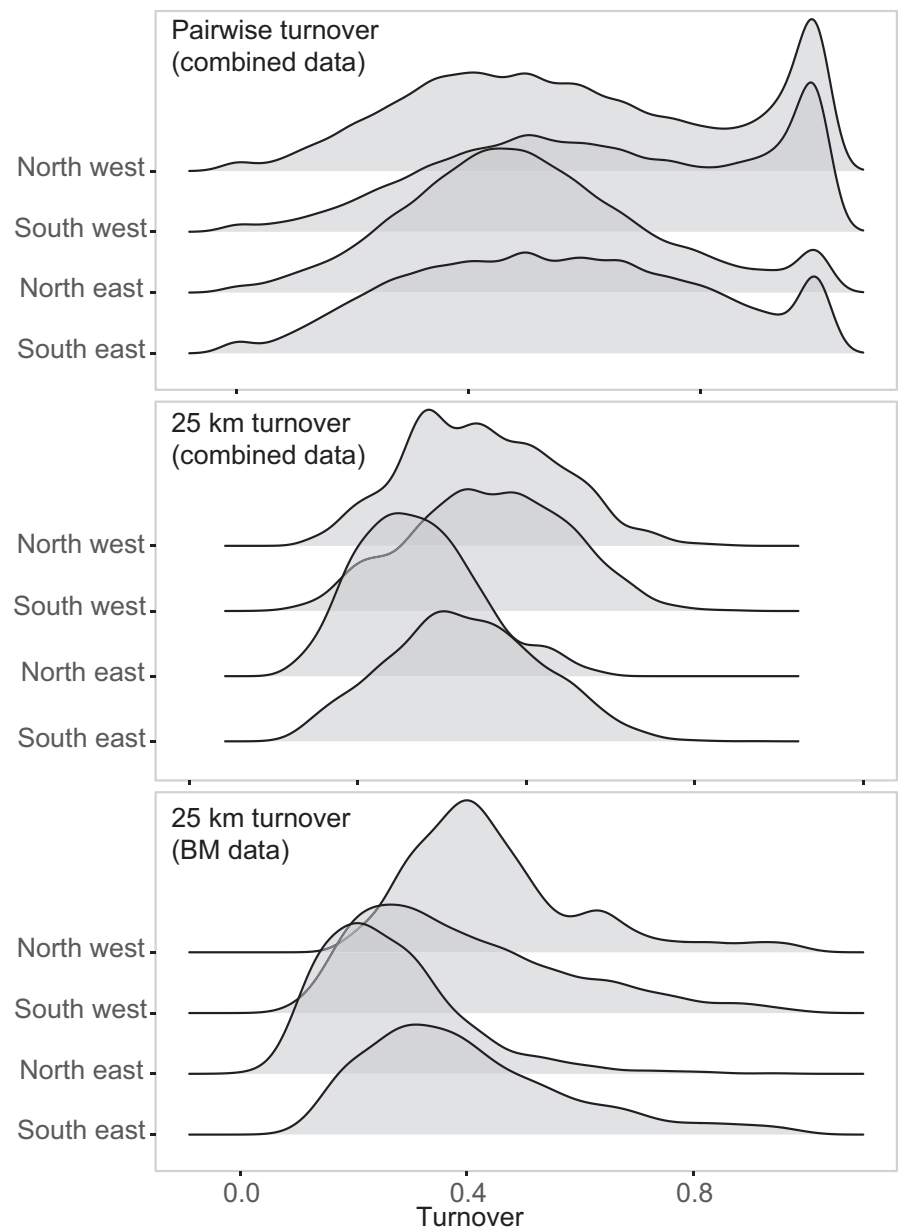 Pairwise turnover
(combined data)
North west
South west
North east
South east
25 km turnover
(combined data)
North west
South west
North east
South east
25 km turnover
(BM data)
North west
South west
North east
South east
0.0 0.4 0.8
Turnover